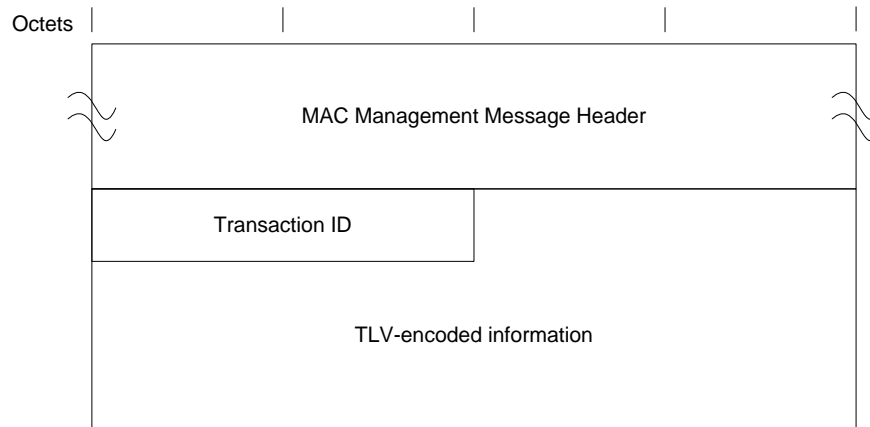 Octets
MAC Management Message Header
Transaction ID
TLV-encoded information